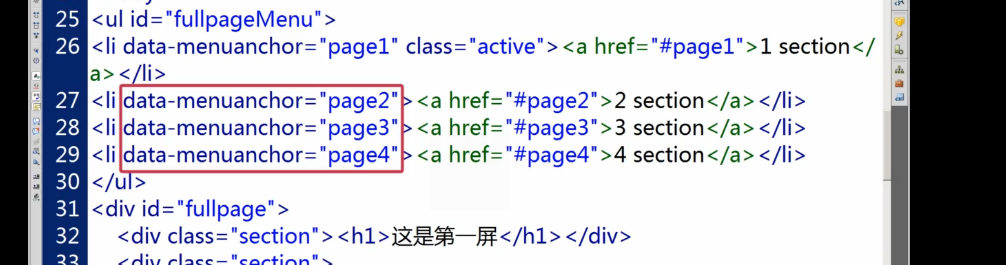 25 <ul id="fullpageMenu">
26 <li data-menuanchor="page1" class="active"><a href="#page1">1 section</
a></li>
27 <li data-menuanchor="page2"><a href="#page2">2 section</a></li>
28 <li data-menuanchor="page3"><a href="#page3">3 section</a></li>
29 <li data-menuanchor="page4"><a href="#page4">4 section</a></li>
30 </ul>
31 <div id="fullpage">
32 <div class="section"><h1>这是第一屏</h1></div>
33 <div class="section">